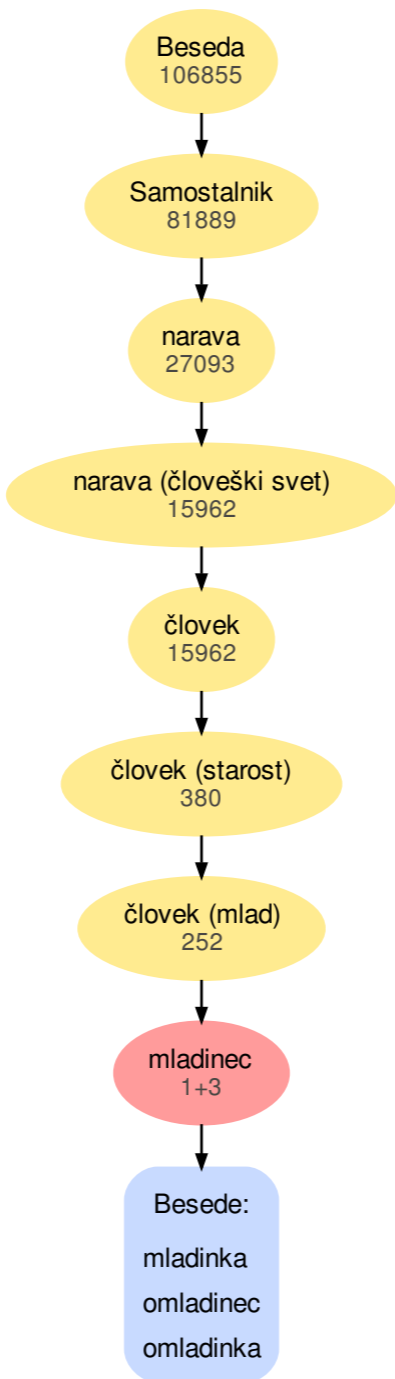 Beseda
106855
Samostalnik
81889
narava
27093
narava (človeški svet)
15962
človek
15962
človek (starost)
380
človek (mlad)
252
mladinec
1+3
Besede:
mladinka
omladinec
omladinka